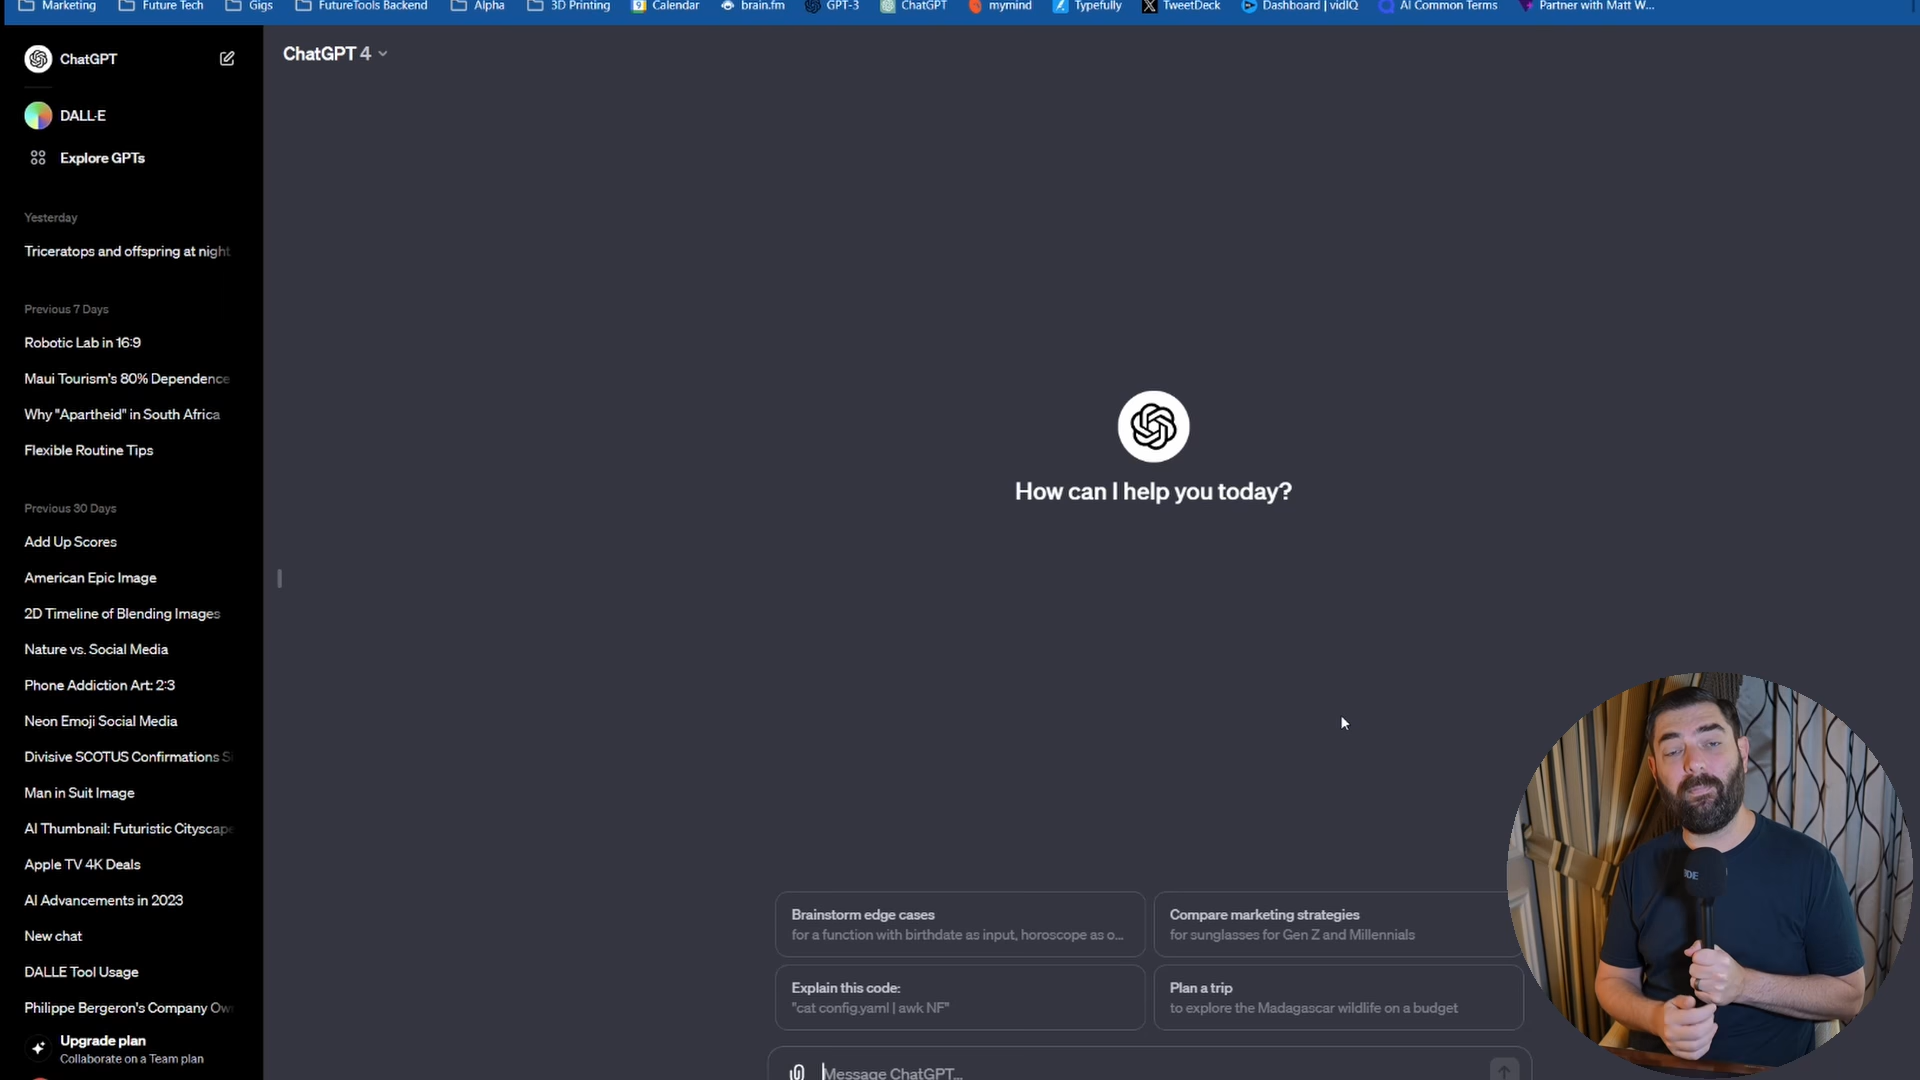 Marketing
Future Tech
Gigs
FutureTools Backend
Alpha
3D Printing
9 Calendar
brain.fm
GPT-3
ChatGPT
mymind
Typefully
TweetDeck
Dashboard | vidIQ
AI Common Terms
Partner with Matt W...
ChatGPT
DALL·E
Explore GPTs
Yesterday
Triceratops and offspring at night
Previous 7 Days
Robotic Lab in 16:9
Maui Tourism's 80% Dependence
Why "Apartheid" in South Africa
Flexible Routine Tips
Previous 30 Days
Add Up Scores
American Epic Image
2D Timeline of Blending Images
Nature vs. Social Media
Phone Addiction Art: 2:3
Neon Emoji Social Media
Divisive SCOTUS Confirmations S
Man in Suit Image
AI Thumbnail: Futuristic Cityscape
Apple TV 4K Deals
AI Advancements in 2023
New chat
DALLE Tool Usage
Philippe Bergeron's Company Ow
Upgrade plan
Collaborate on a Team plan
ChatGPT 4
How can I help you today?
Brainstorm edge cases
for a function with birthdate as input, horoscope as o...
Compare marketing strategies
for sunglasses for Gen Z and Millennials
Explain this code:
"cat config.yaml | awk NF"
Plan a trip
to explore the Madagascar wildlife on a budget
Message ChatGPT...